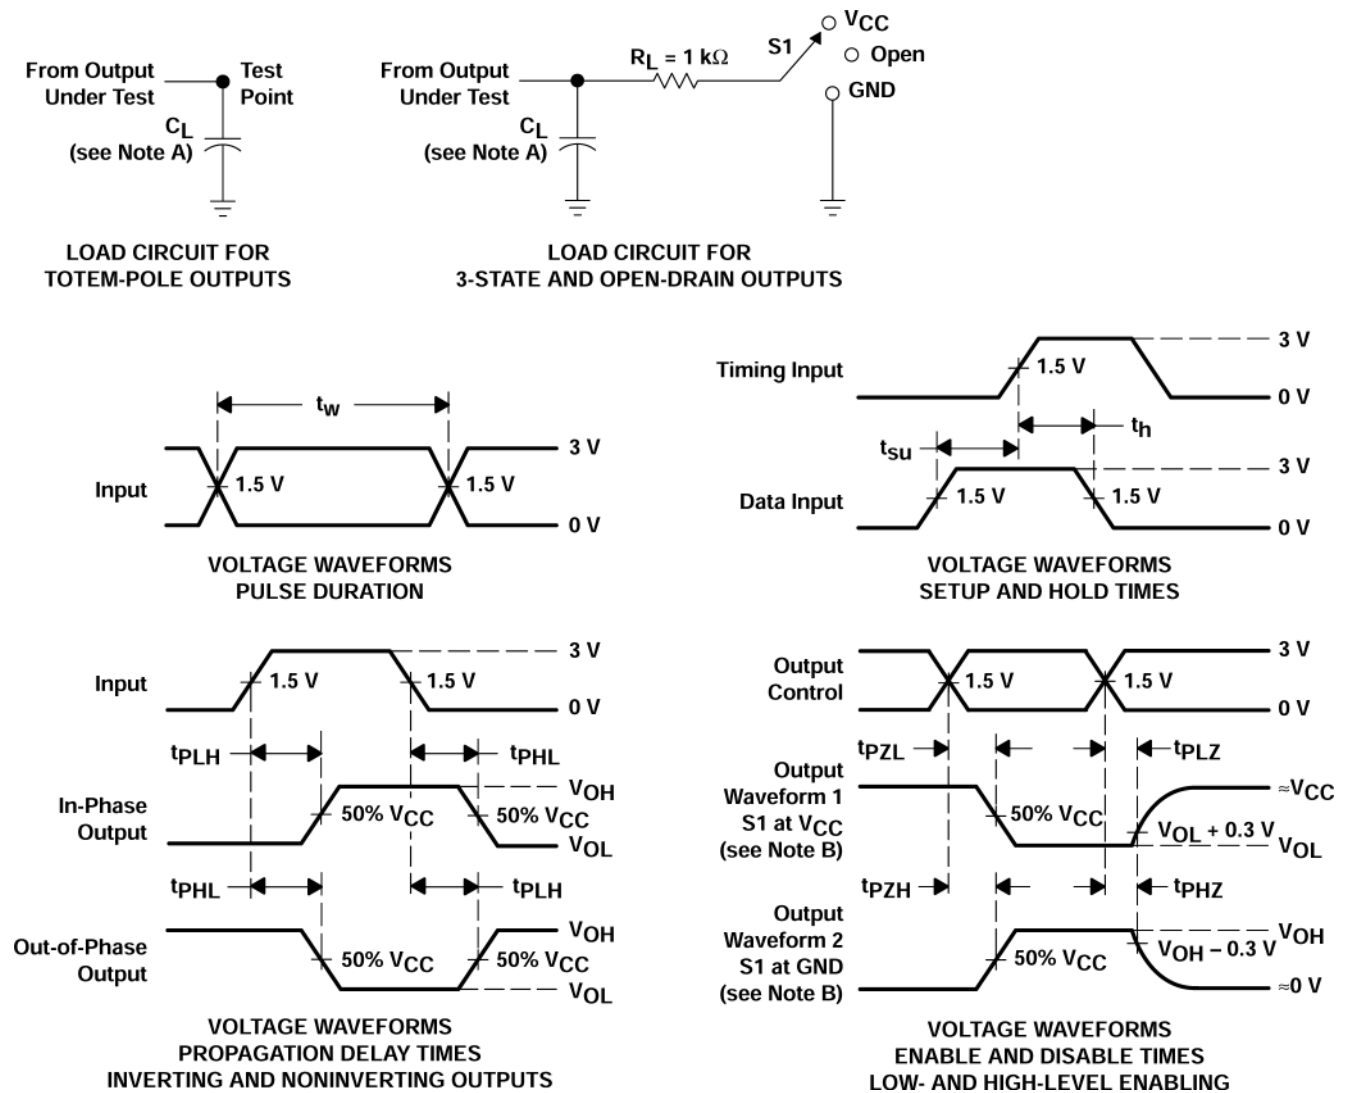 From Output
Under Test
Test
Point
CL
(see Note A)
LOAD CIRCUIT FOR
TOTEM-POLE OUTPUTS
From Output
Under Test
RL = 1 kΩ
S1
VCC
Open
GND
CL
(see Note A)
LOAD CIRCUIT FOR
3-STATE AND OPEN-DRAIN OUTPUTS
tw
Input
1.5 V
1.5 V
3 V
0 V
VOLTAGE WAVEFORMS
PULSE DURATION
Timing Input
1.5 V
3 V
0 V
th
tsu
Data Input
1.5 V
1.5 V
3 V
0 V
VOLTAGE WAVEFORMS
SETUP AND HOLD TIMES
Input
1.5 V
1.5 V
3 V
0 V
tPLH
tPHL
In-Phase
Output
50% VCC
50% VCC
VOH
VOL
tPHL
tPLH
Out-of-Phase
Output
50% VCC
50% VCC
VOH
VOL
VOLTAGE WAVEFORMS
PROPAGATION DELAY TIMES
INVERTING AND NONINVERTING OUTPUTS
Output
Control
1.5 V
1.5 V
3 V
0 V
tPZL
tPLZ
Output
Waveform 1
S1 at VCC
(see Note B)
50% VCC
≈VCC
VOL + 0.3 V
VOL
tPZH
tPHZ
Output
Waveform 2
S1 at GND
(see Note B)
50% VCC
VOH
VOH − 0.3 V
≈0 V
VOLTAGE WAVEFORMS
ENABLE AND DISABLE TIMES
LOW- AND HIGH-LEVEL ENABLING